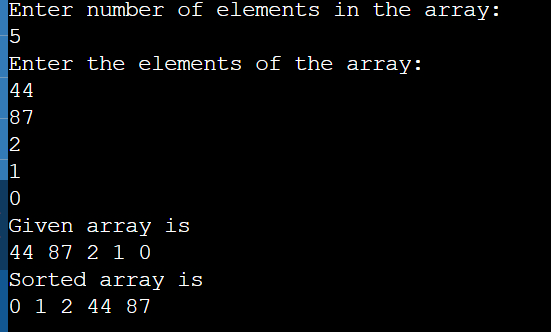 Enter number of elements in the array:
5
Enter the elements of the array:
44
87
2
1
0
Given array is
44 87 2 1 0
Sorted array is
0 1 2 44 87